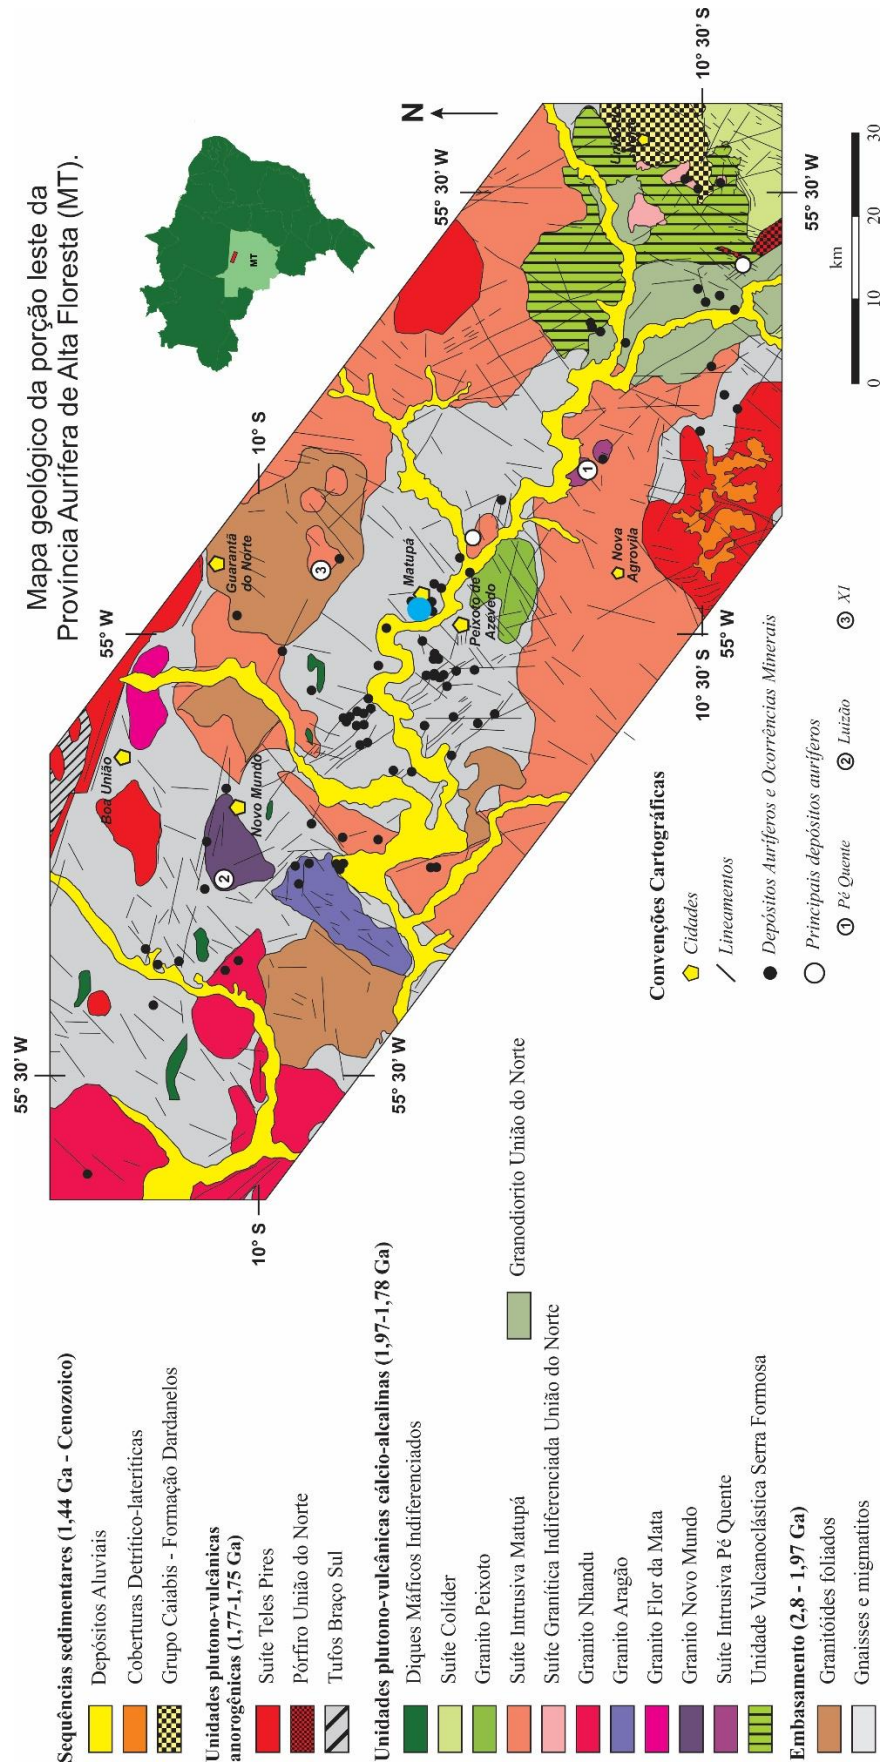 Mapa geológico da porção leste da
Província Aurífera de Alta Floresta (MT).
MT
N
55° 30' W
55° W
10° S
55° 30' W
10° 30' S
10° S
55° 30' W
10° 30' S
55° W
55° 30' W
Boa União
Novo Mundo
Guarantã
do Norte
Matupá
Peixoto de
Azevedo
Nova
Agrovila
União do
Norte
2
3
1
km
0
10
20
30
Sequências sedimentares (1,44 Ga - Cenozoico)
Depósitos Aluviais
Coberturas Detrítico-lateríticas
Grupo Caiabis - Formação Dardanelos
Unidades plutono-vulcânicas
anorogênicas (1,77-1,75 Ga)
Suíte Teles Pires
Pórfiro União do Norte
Tufos Braço Sul
Unidades plutono-vulcânicas cálcio-alcalinas (1,97-1,78 Ga)
Diques Máficos Indiferenciados
Suíte Colíder
Granito Peixoto
Suíte Intrusiva Matupá
Granodiorito União do Norte
Suíte Granítica Indiferenciada União do Norte
Granito Nhandu
Granito Aragão
Granito Flor da Mata
Granito Novo Mundo
Suíte Intrusiva Pé Quente
Unidade Vulcanoclástica Serra Formosa
Embasamento (2,8 - 1,97 Ga)
Granitóides foliados
Gnaisses e migmatitos
Convenções Cartográficas
Cidades
Lineamentos
Depósitos Auríferos e Ocorrências Minerais
Principais depósitos auríferos
1 Pé Quente
2 Luizão
3 X1